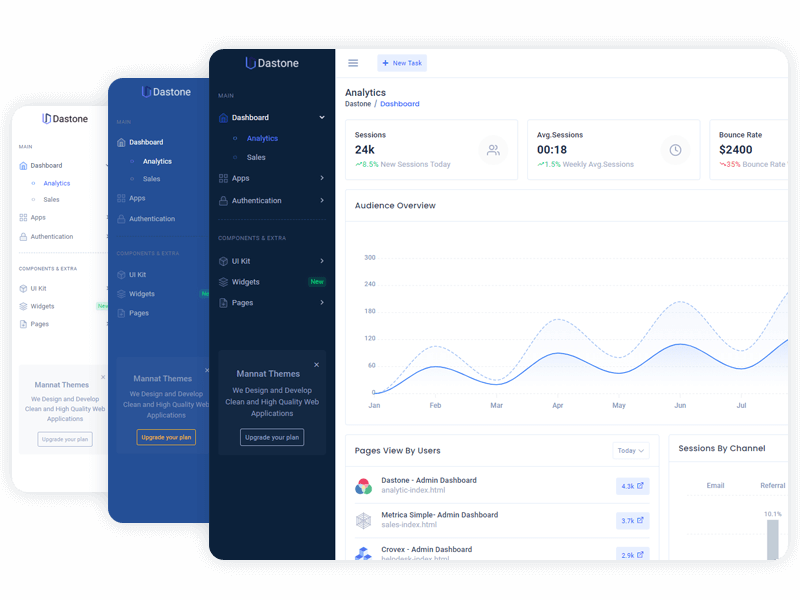 Dastone
MAIN
Dashboard
Analytics
Sales
Apps
Authentication
COMPONENTS & EXTRA
UI Kit
Widgets
Pages
Mannat Themes
We Design and Develop
Clean and High Quality Web
Applications
Upgrade your plan
Dastone
MAIN
Dashboard
Analytics
Sales
Apps
Authentication
COMPONENTS & EXTRA
UI Kit
Widgets
Pages
Mannat Themes
We Design and Develop
Clean and High Quality Web
Applications
Upgrade your plan
Dastone
MAIN
Dashboard
Analytics
Sales
Apps
Authentication
COMPONENTS & EXTRA
UI Kit
Widgets New
Pages
Mannat Themes
We Design and Develop
Clean and High Quality Web
Applications
Upgrade your plan
+ New Task
Analytics
Dastone / Dashboard
Sessions
24k
8.5% New Sessions Today
Avg.Sessions
00:18
1.5% Weekly Avg.Sessions
Bounce Rate
$2400
35% Bounce Rate
Audience Overview
300
240
180
120
60
0
Jan Feb Mar Apr May Jun Jul
Pages View By Users Today
Dastone - Admin Dashboard
analytic-index.html
4.3k
Metrica Simple- Admin Dashboard
sales-index.html
3.7k
Crovex - Admin Dashboard
helpdesk-index.html
2.9k
Sessions By Channel
Email Referral
10.1%